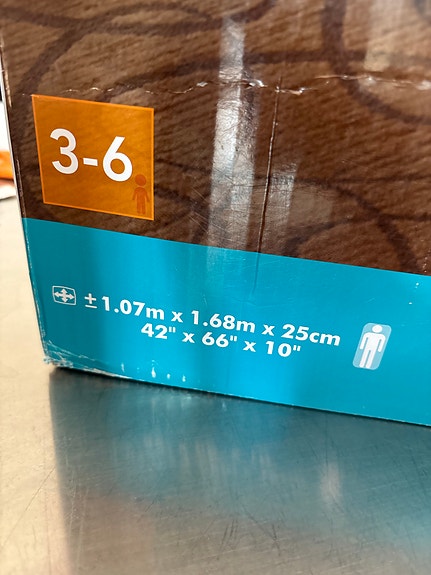 3-6
±1.07m x 1.68m x 25cm
42" x 66" x 10"